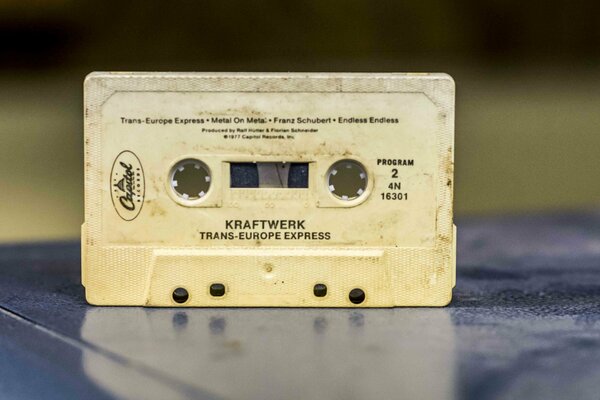 Trans-Europe Express • Metal On Metal • Franz Schubert • Endless Endless
Produced by Ralf Hütter & Florian Schneider
℗1977 Capitol Records, Inc.
Capitol
RECORDS
PROGRAM
2
4N
16301
KRAFTWERK
TRANS-EUROPE EXPRESS